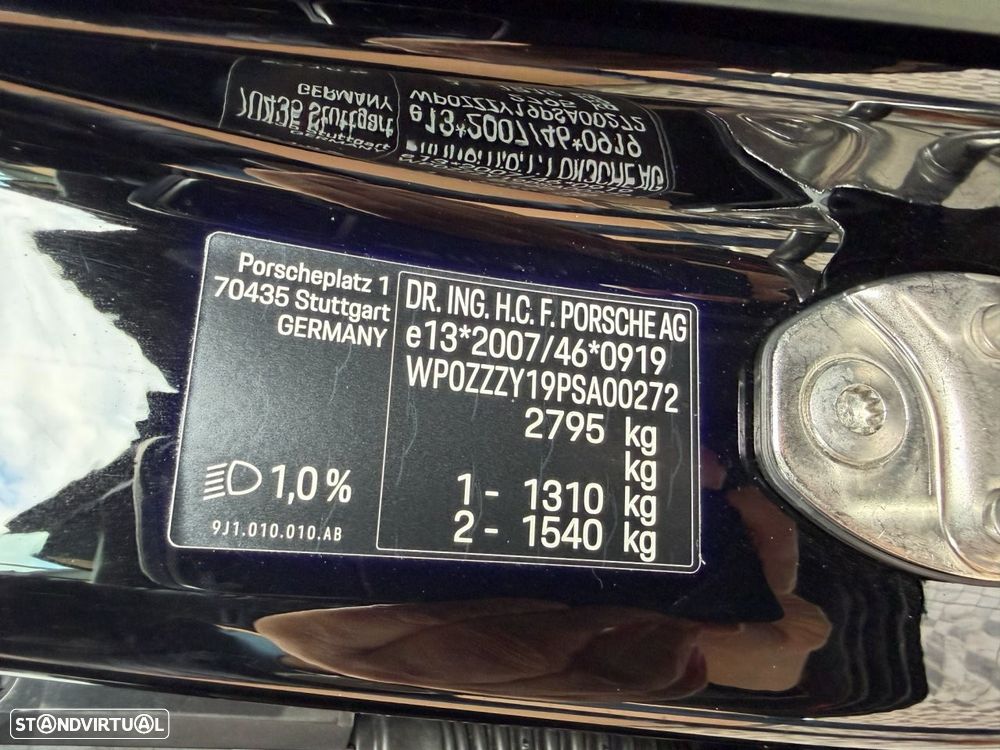 Porscheplatz 1
70435 Stuttgart
GERMANY
1,0 %
9J1.010.010.AB
DR. ING. H.C. F. PORSCHE AG
e13*2007/46*0919
WP0ZZZY19PSA00272
2795 kg
kg
1 - 1310 kg
2 - 1540 kg
STANDVIRTUAL